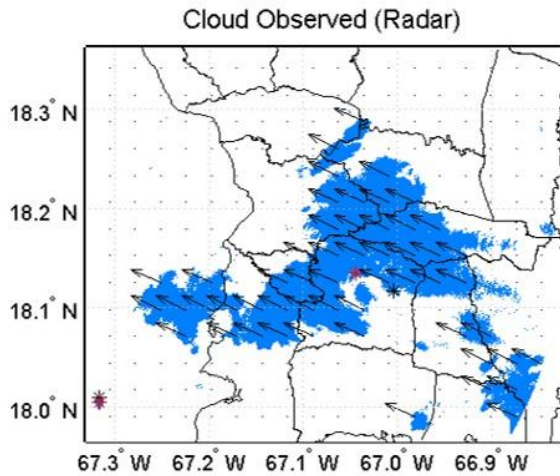 Cloud Observed (Radar)
18.3° N
18.2° N
18.1° N
18.0° N
67.3° W 67.2° W 67.1° W 67.0° W 66.9° W